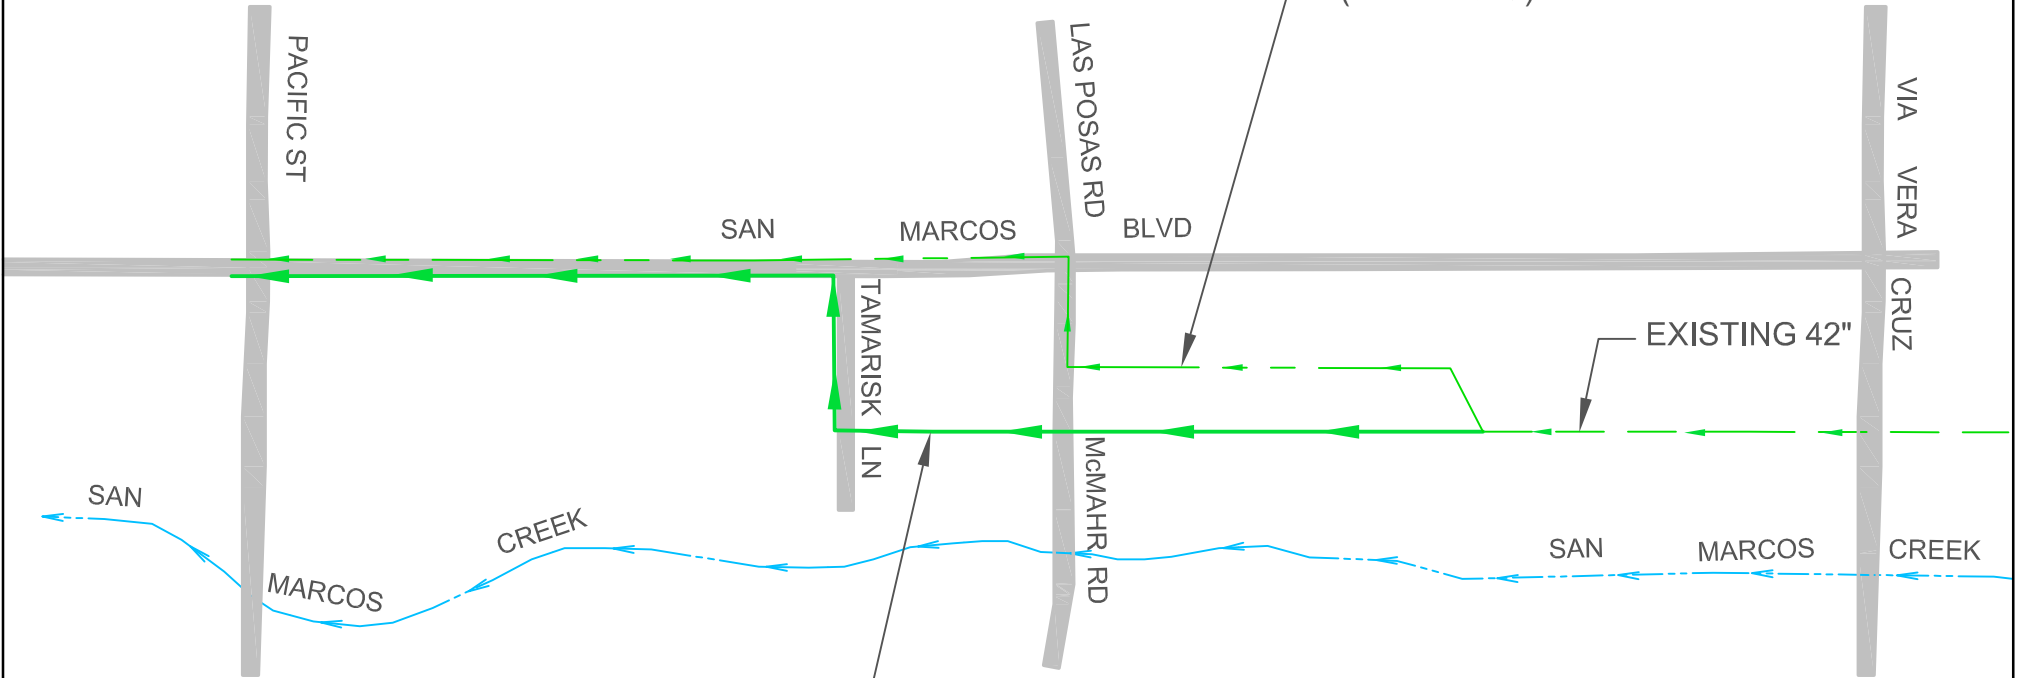 PACIFIC ST
LAS POSAS RD
VIA VERA CRUZ
SAN MARCOS BLVD
TAMARISK LN
EXISTING 42"
McMAHR RD
SAN MARCOS CREEK
SAN MARCOS CREEK